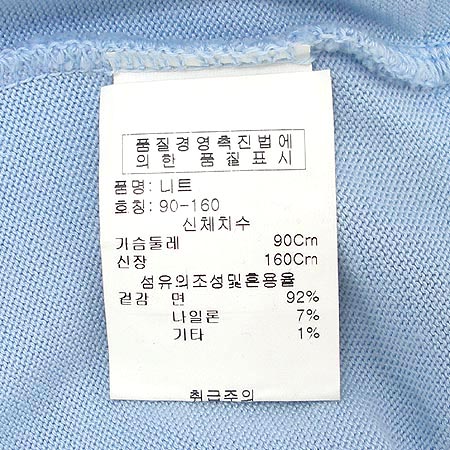 품질경영촉진법에
의한 품질표시
품명: 니트
호칭: 90-160
신체치수
가슴둘레 90Cm
신장 160Cm
섬유의조성및혼용율
겉감 면 92%
나일론 7%
기타 1%
취급주의